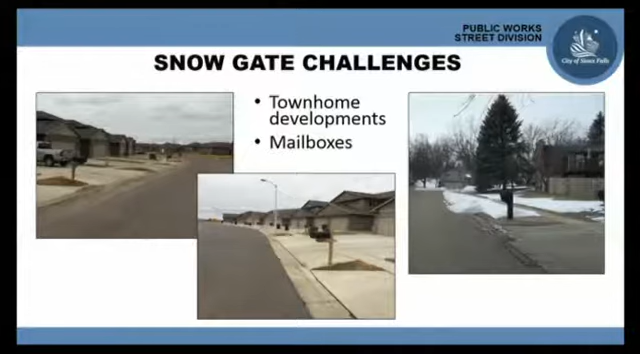 PUBLIC WORKS
STREET DIVISION
City of Sioux Falls
SNOW GATE CHALLENGES
• Townhome
developments
• Mailboxes